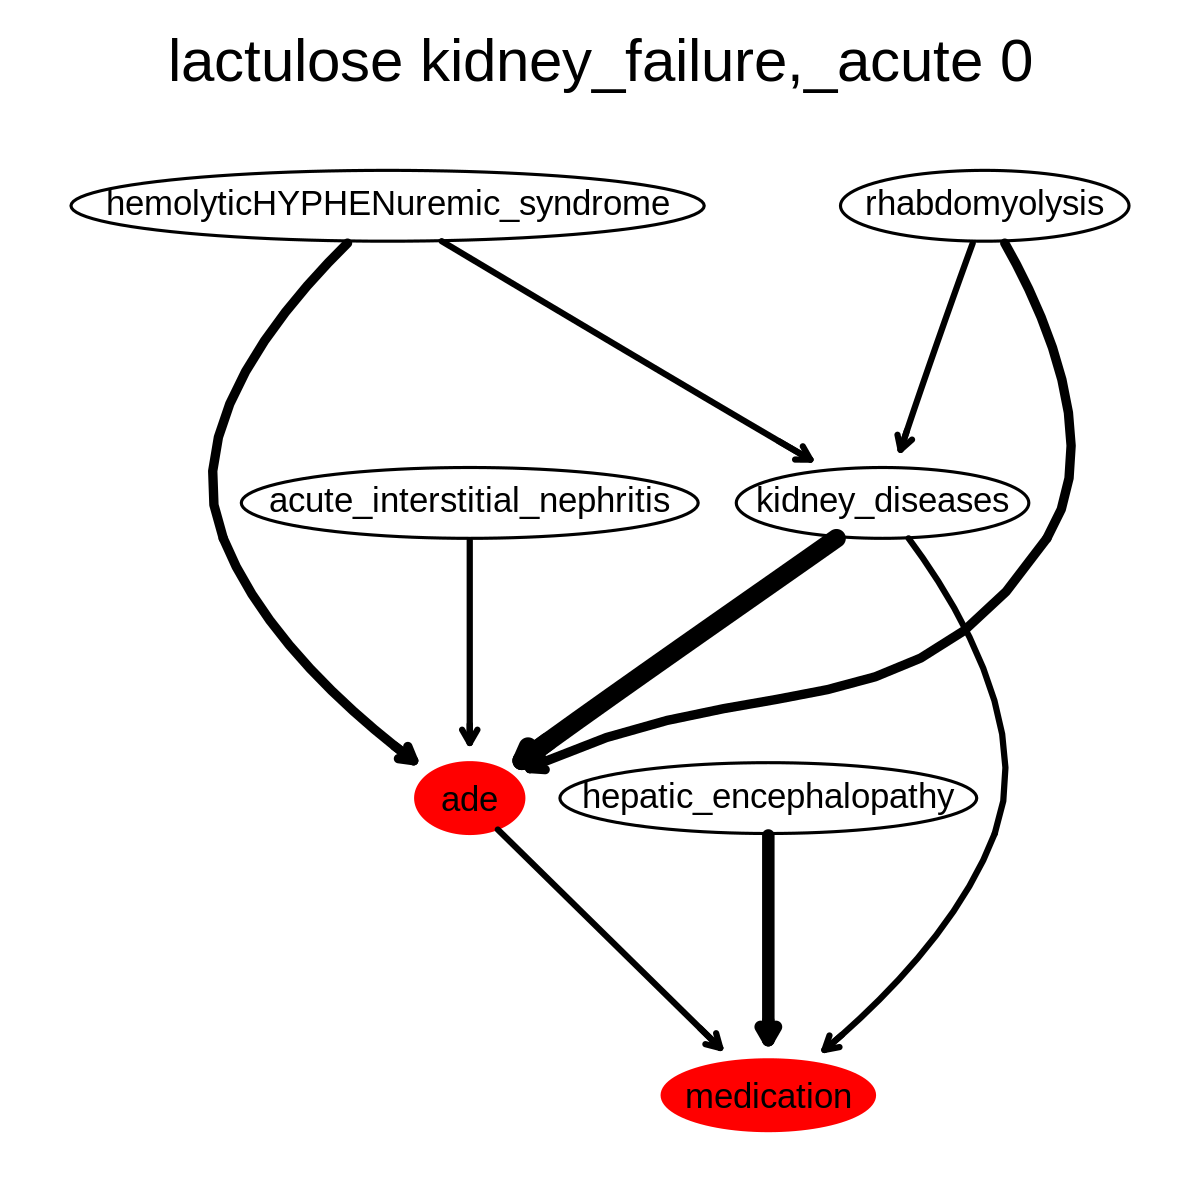 lactulose kidney_failure,_acute 0
hemolyticHYPHENuremic_syndrome
rhabdomyolysis
acute_interstitial_nephritis
kidney_diseases
ade
hepatic_encephalopathy
medication